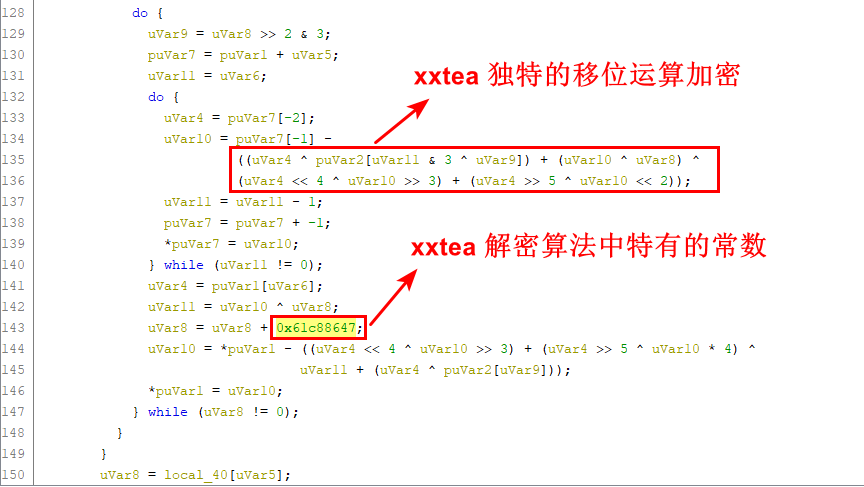 128 do {
129 uVar9 = uVar8 >> 2 & 3;
130 puVar7 = puVar1 + uVar5;
131 uVar11 = uVar6;
xxtea 独特的移位运算加密
132 do {
133 uVar4 = puVar7[-2];
134 uVar10 = puVar7[-1] -
135 ((uVar4 ^ puVar2[uVar11 & 3 ^ uVar9]) + (uVar10 ^ uVar8) ^
136 (uVar4 << 4 ^ uVar10 >> 3) + (uVar4 >> 5 ^ uVar10 << 2));
137 uVar11 = uVar11 - 1;
138 puVar7 = puVar7 + -1;
139 *puVar7 = uVar10;
xxtea 解密算法中特有的常数
140 } while (uVar11 != 0);
141 uVar4 = puVar1[uVar6];
142 uVar11 = uVar10 ^ uVar8;
143 uVar8 = uVar8 + 0x61c88647;
144 uVar10 = *puVar1 - ((uVar4 << 4 ^ uVar10 >> 3) + (uVar4 >> 5 ^ uVar10 * 4) ^
145 uVar11 + (uVar4 ^ puVar2[uVar9]));
146 *puVar1 = uVar10;
147 } while (uVar8 != 0);
148 }
149 }
150 uVar8 = local_40[uVar5];